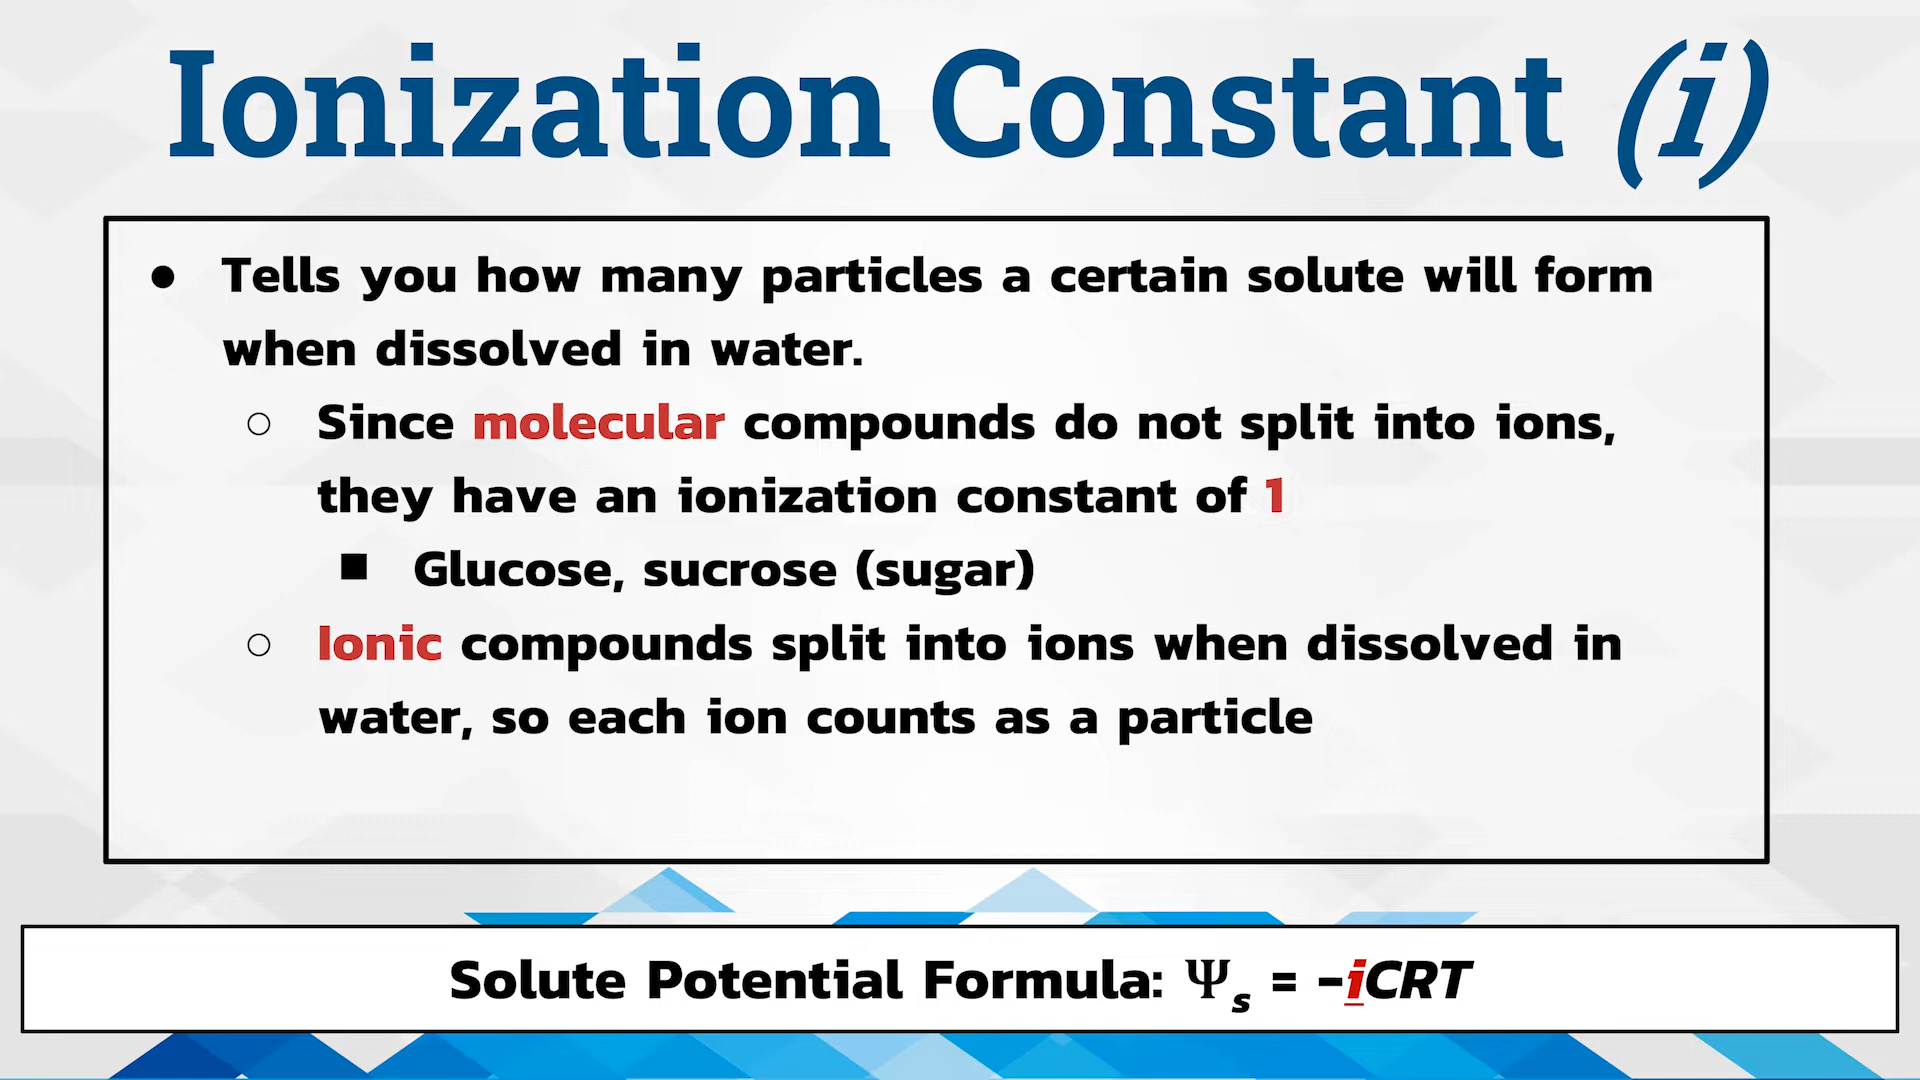 Ionization Constant (i)
● Tells you how many particles a certain solute will form
when dissolved in water.
○ Since molecular compounds do not split into ions,
they have an ionization constant of 1
■ Glucose, sucrose (sugar)
○ Ionic compounds split into ions when dissolved in
water, so each ion counts as a particle
Solute Potential Formula: Ψₛ = -iCRT